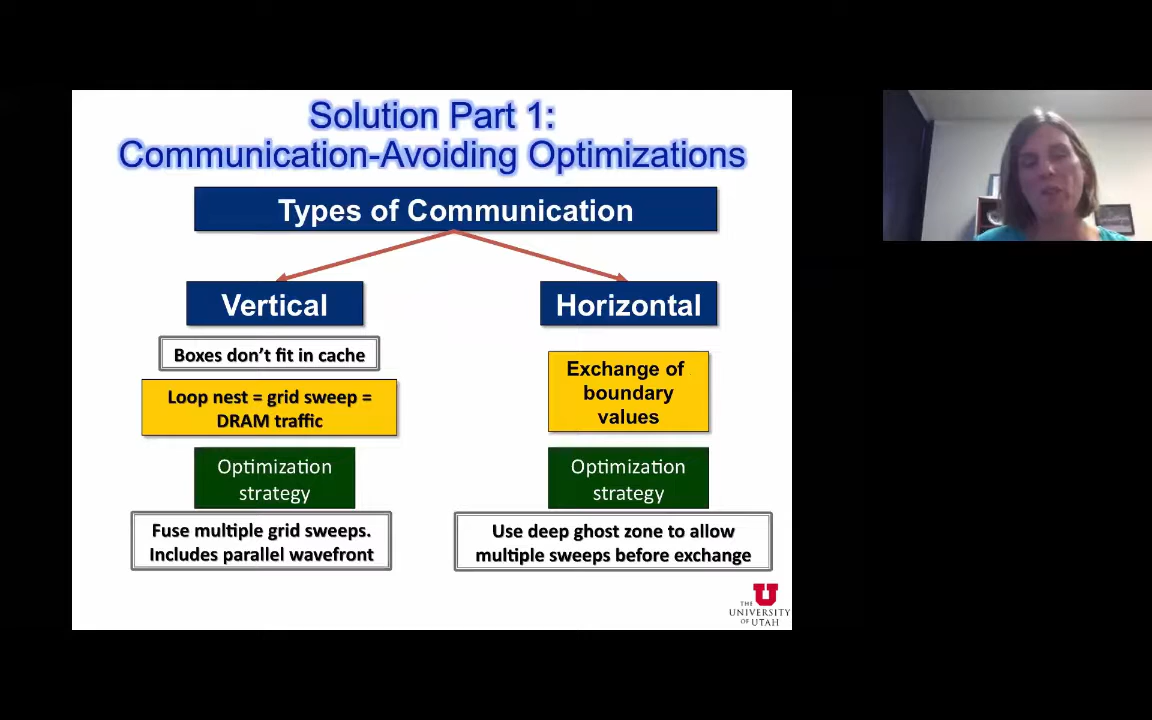 Solution Part 1:
Communication-Avoiding Optimizations
Types of Communication
Vertical
Boxes don't fit in cache
Loop nest = grid sweep =
DRAM traffic
Optimization
strategy
Fuse multiple grid sweeps.
Includes parallel wavefront
Horizontal
Exchange of
boundary
values
Optimization
strategy
Use deep ghost zone to allow
multiple sweeps before exchange
THE
U
UNIVERSITY
OF UTAH